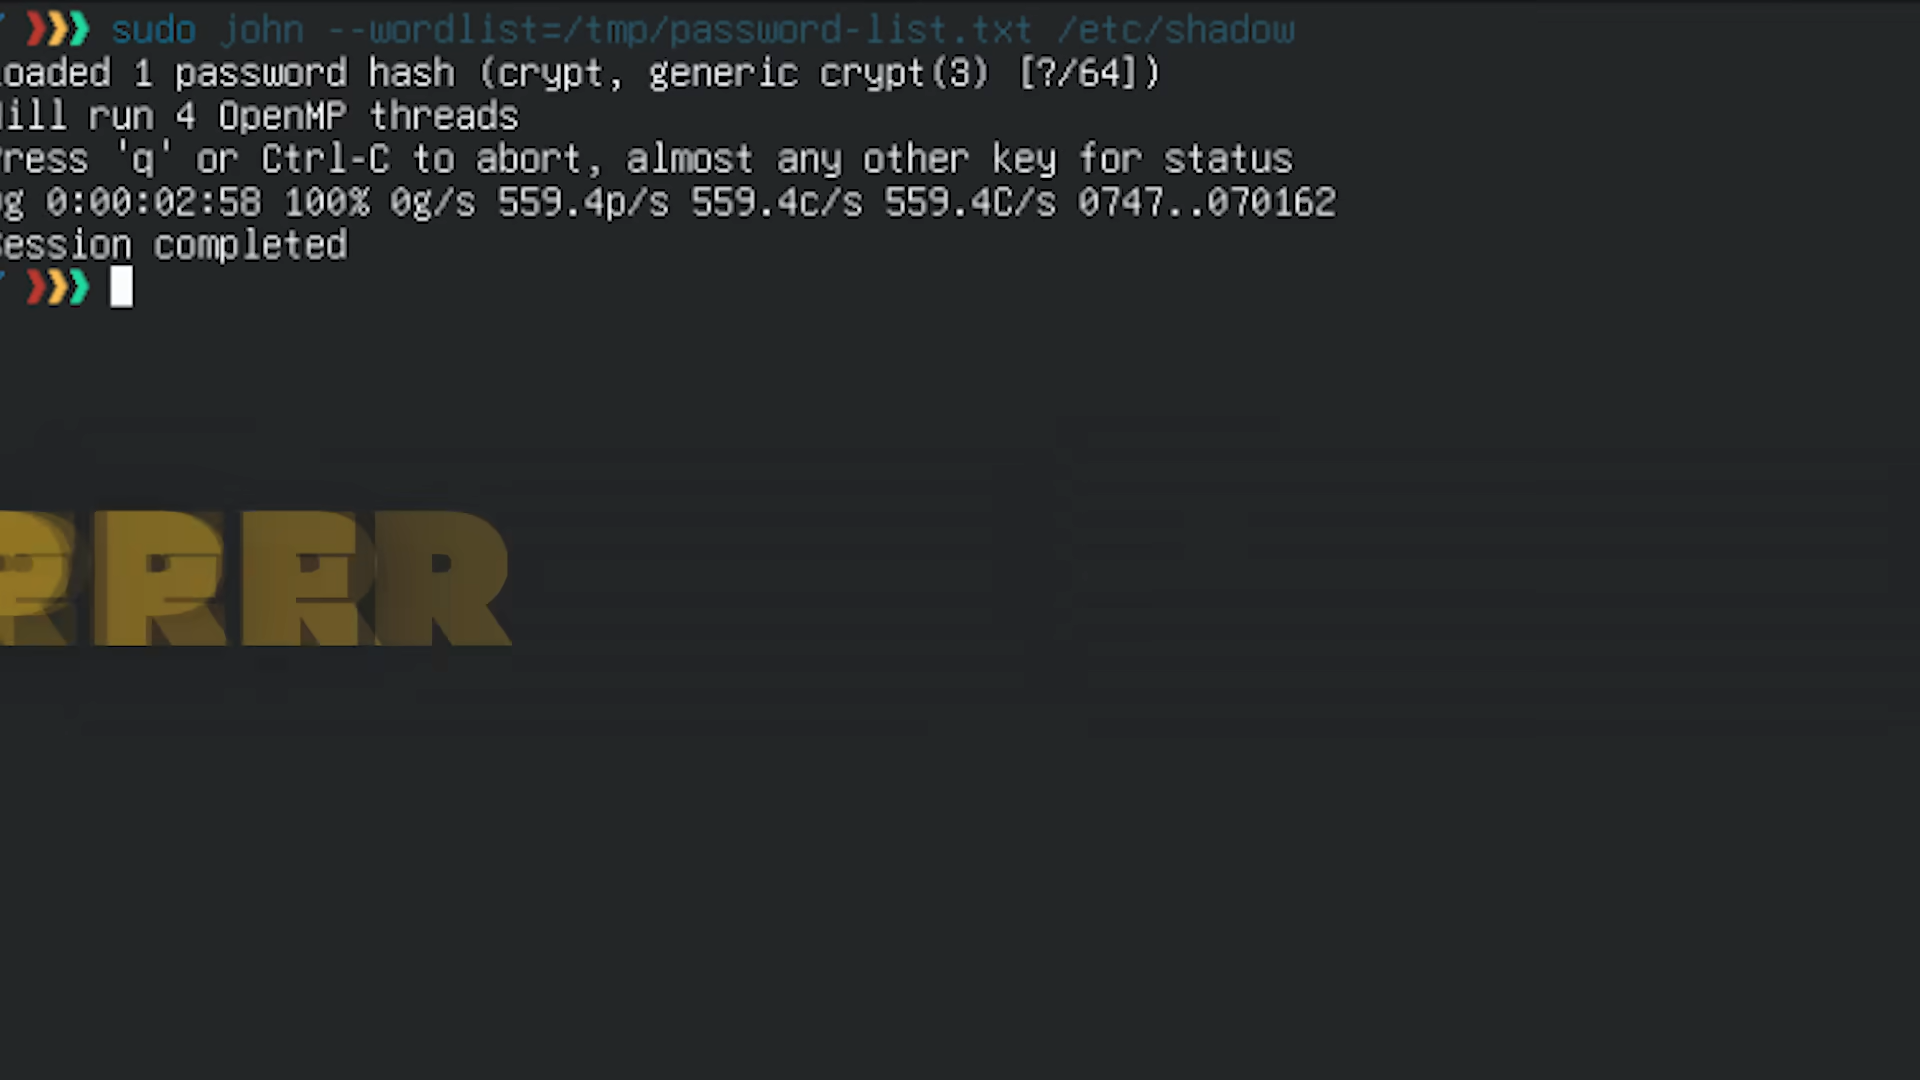 ❯❯❯ sudo john --wordlist=/tmp/password-list.txt /etc/shadow
oaded 1 password hash (crypt, generic crypt(3) [?/64])
ill run 4 OpenMP threads
ress 'q' or Ctrl-C to abort, almost any other key for status
g 0:00:02:58 100% 0g/s 559.4p/s 559.4c/s 559.4C/s 0747..070162
ession completed
❯❯❯